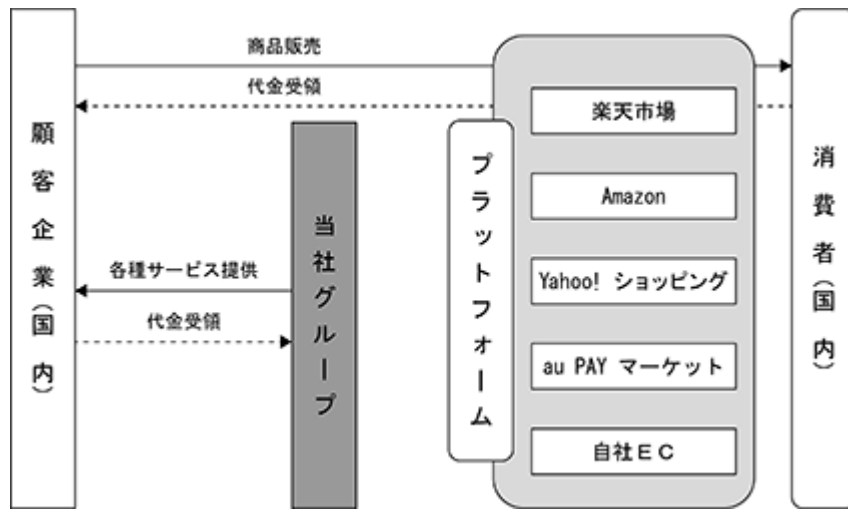 商品販売
代金受領
顧客企業(国内)
各種サービス提供
代金受領
当社グループ
プラットフォーム
楽天市場
Amazon
Yahoo! ショッピング
au PAY マーケット
自社EC
消費者(国内)